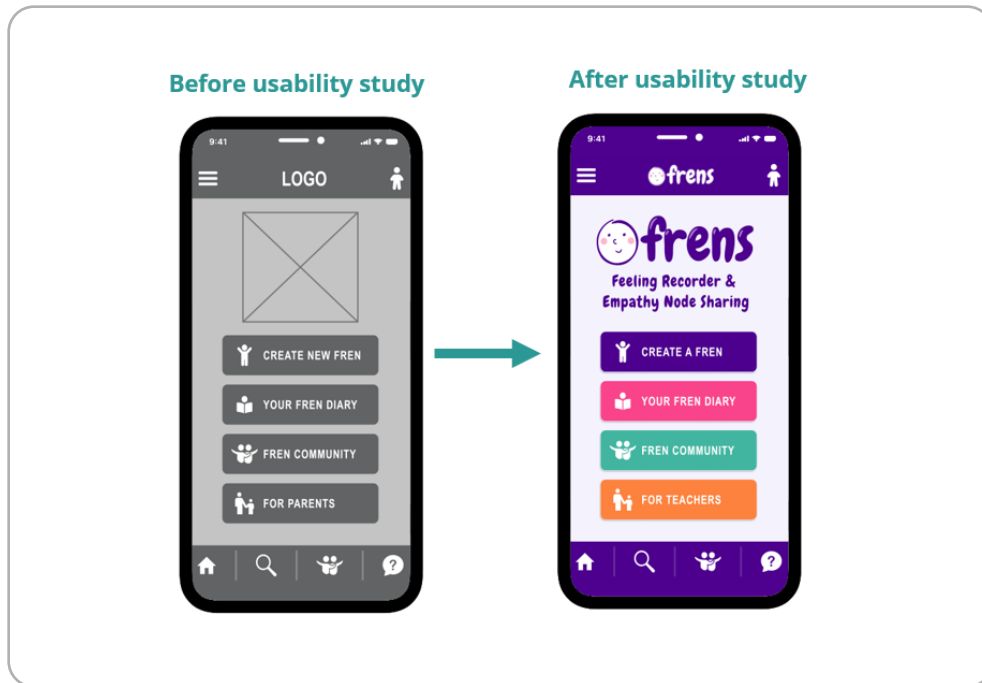 Before usability study
After usability study
9:41
LOGO
CREATE NEW FREN
YOUR FREN DIARY
FREN COMMUNITY
FOR PARENTS
?
9:41
frens
frens
Feeling Recorder &
Empathy Node Sharing
CREATE A FREN
YOUR FREN DIARY
FREN COMMUNITY
FOR TEACHERS
?